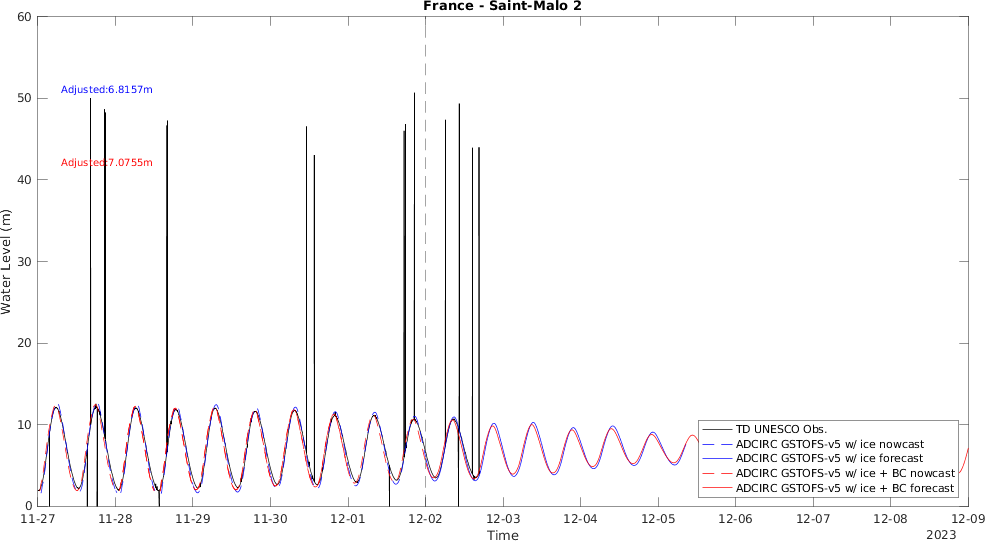 France - Saint-Malo 2
60
50
40
30
20
10
0
Water Level (m)
Adjusted:6.8157m
Adjusted:7.0755m
TD UNESCO Obs.
ADCIRC GSTOFS-v5 w/ ice nowcast
ADCIRC GSTOFS-v5 w/ ice forecast
ADCIRC GSTOFS-v5 w/ ice + BC nowcast
ADCIRC GSTOFS-v5 w/ ice + BC forecast
11-27 11-28 11-29 11-30 12-01 12-02 12-03 12-04 12-05 12-06 12-07 12-08 12-09
Time
2023